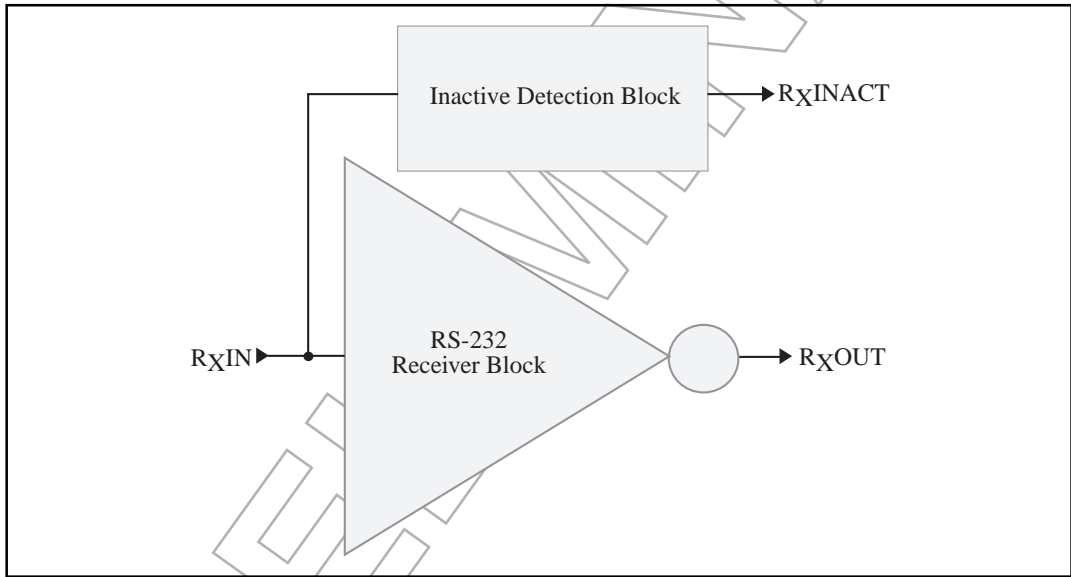 Inactive Detection Block
RXINACT
RS-232
Receiver Block
RXIN
RXOUT